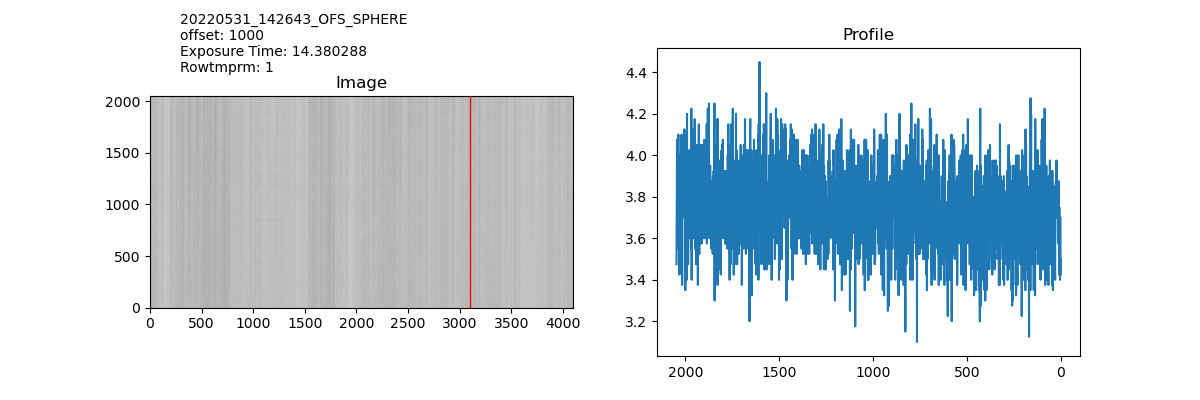 20220531_142643_OFS_SPHERE
offset: 1000
Exposure Time: 14.380288
Rowtmprm: 1
Image
2000
1500
1000
500
0
0 500 1000 1500 2000 2500 3000 3500 4000
Profile
4.4
4.2
4.0
3.8
3.6
3.4
3.2
2000 1500 1000 500 0